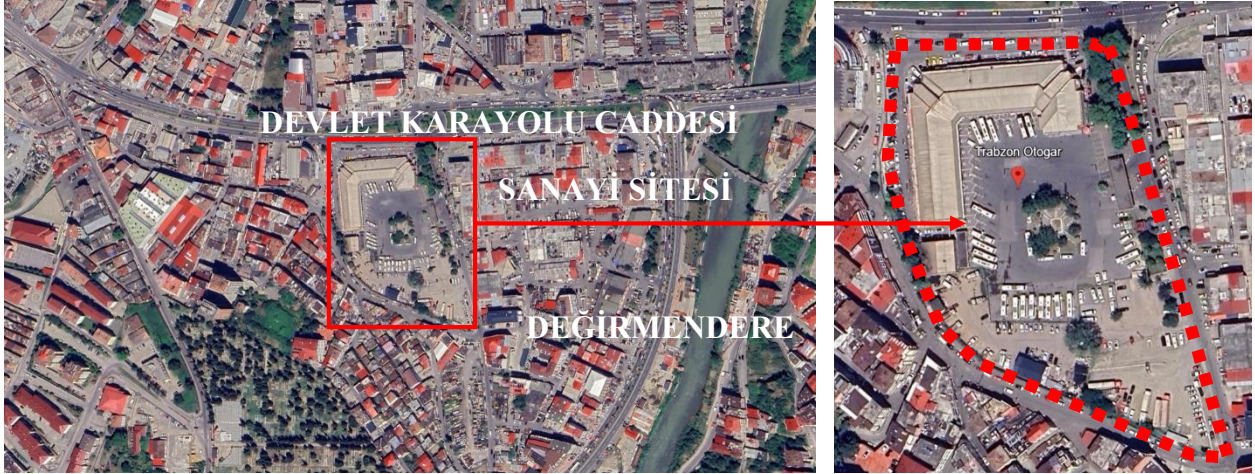 DEVLET KARAYOLU CADDESİ
SANAYİ SİTESİ
DEĞİRMENDERE
Trabzon Otogar